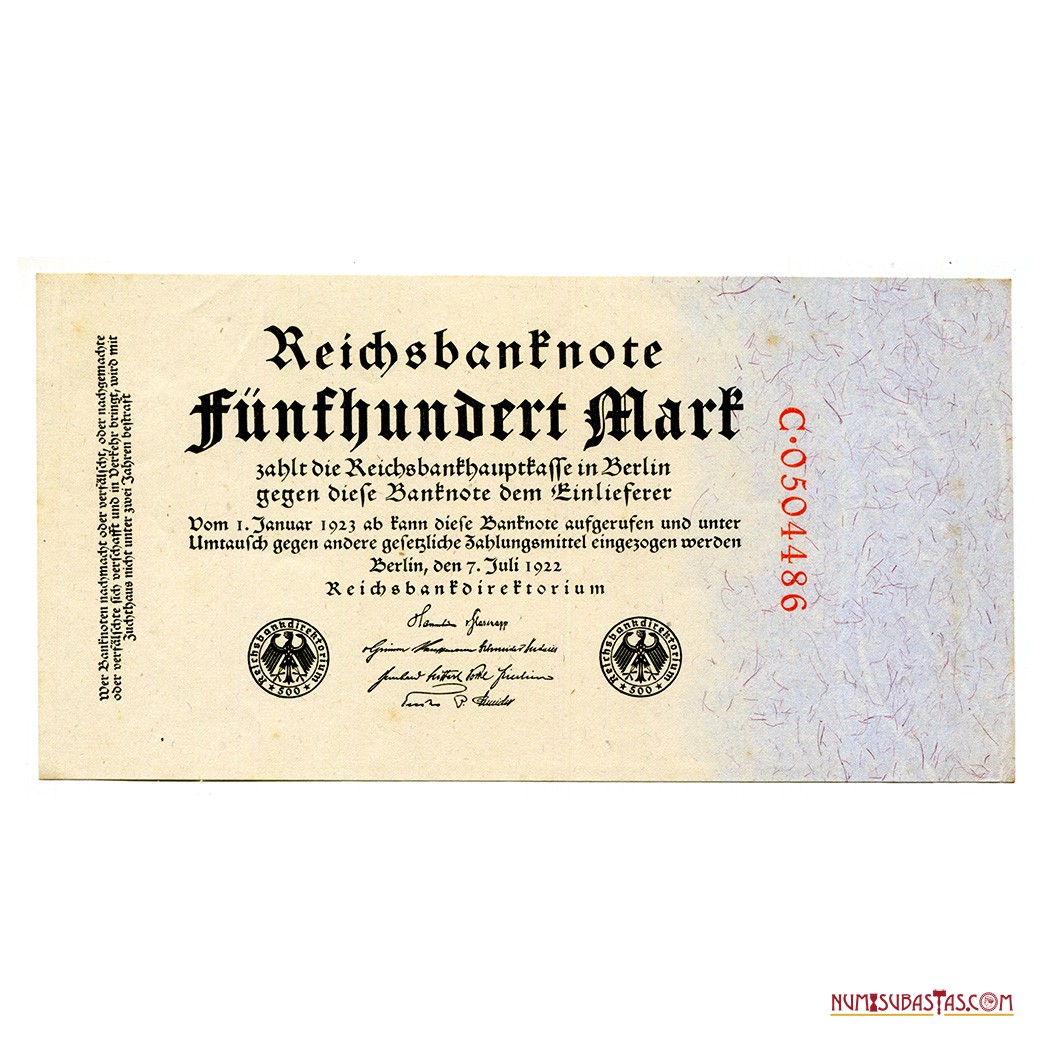 Reichsbanknote
Fünfhundert Mark
zahlt die Reichsbankhauptkasse in Berlin
gegen diese Banknote dem Einlieferer
Vom 1. Januar 1923 ab kann diese Banknote aufgerufen und unter
Umtausch gegen andere gesetzliche Zahlungsmittel eingezogen werden
Berlin, den 7. Juli 1922
Reichsbankdirektorium
Reichsbankdirektorium
500
Reichsbankdirektorium
500
Wer Banknoten nachmacht oder verfälscht, oder nachgemachte
oder verfälschte sich verschafft und in Verkehr bringt, wird mit
Zuchthaus nicht unter zwei Jahren bestraft
C·0504486
NUMISUBASTAS.COM